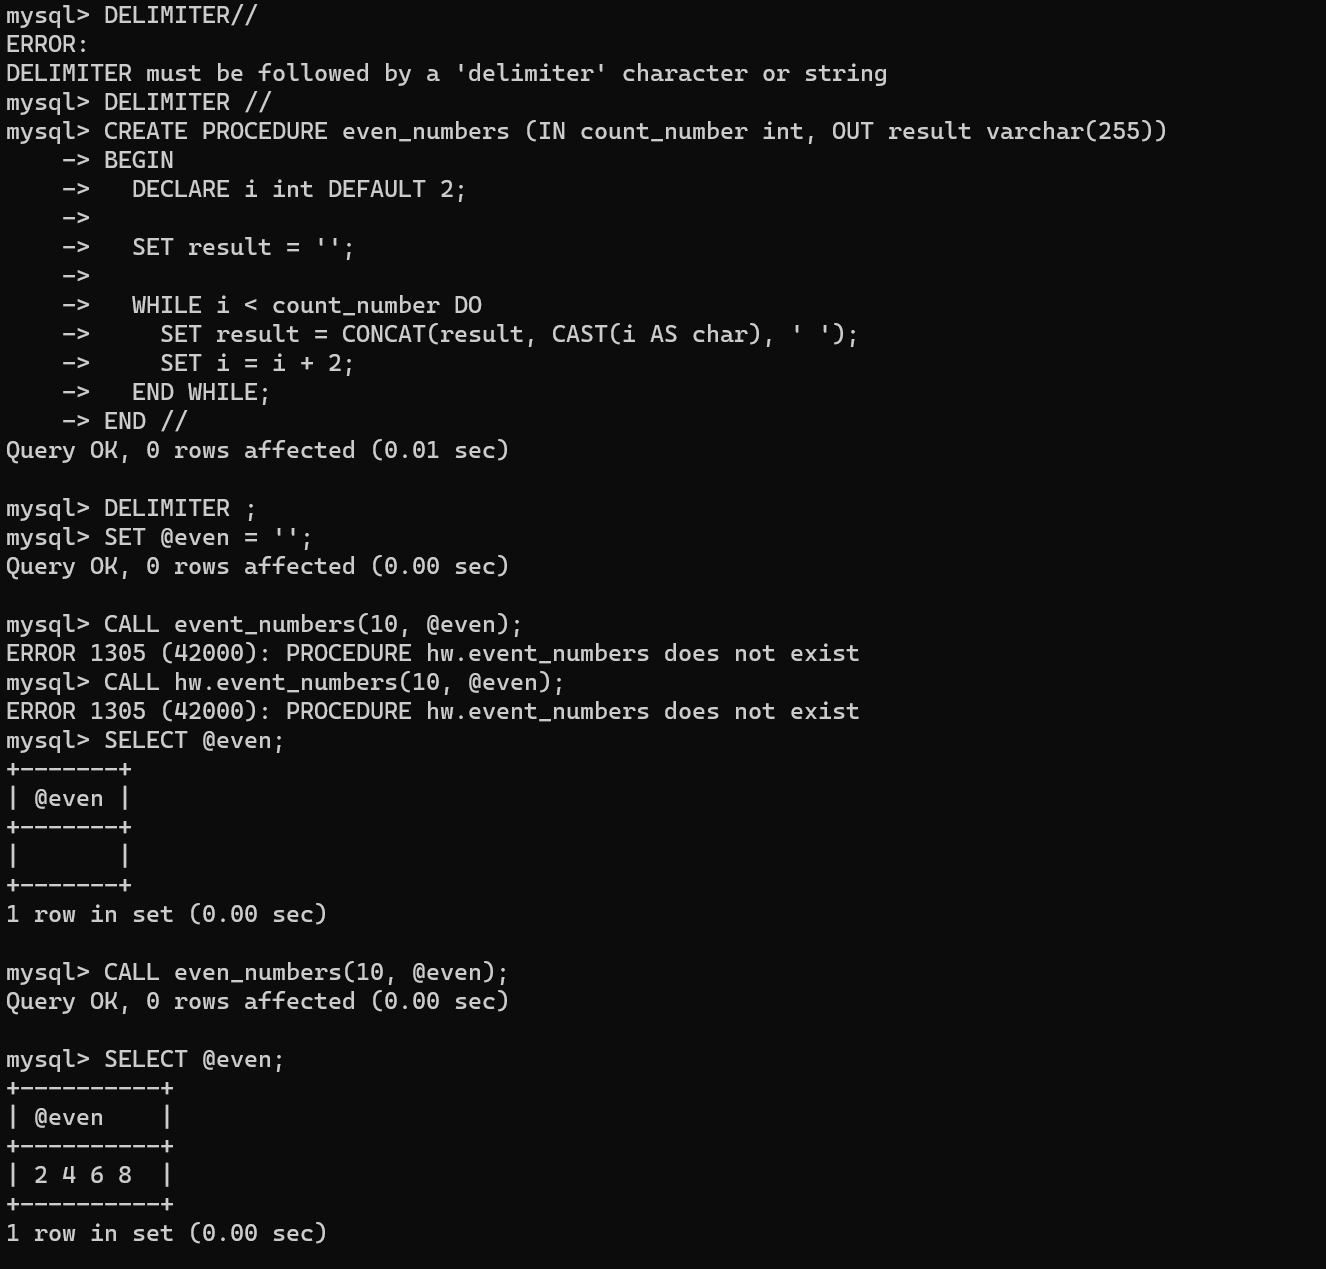 mysql> DELIMITER//
ERROR:
DELIMITER must be followed by a 'delimiter' character or string
mysql> DELIMITER //
mysql> CREATE PROCEDURE even_numbers (IN count_number int, OUT result varchar(255))
    -> BEGIN
    ->   DECLARE i int DEFAULT 2;
    ->
    ->   SET result = '';
    ->
    ->   WHILE i < count_number DO
    ->     SET result = CONCAT(result, CAST(i AS char), ' ');
    ->     SET i = i + 2;
    ->   END WHILE;
    -> END //
Query OK, 0 rows affected (0.01 sec)

mysql> DELIMITER ;
mysql> SET @even = '';
Query OK, 0 rows affected (0.00 sec)

mysql> CALL event_numbers(10, @even);
ERROR 1305 (42000): PROCEDURE hw.event_numbers does not exist
mysql> CALL hw.event_numbers(10, @even);
ERROR 1305 (42000): PROCEDURE hw.event_numbers does not exist
mysql> SELECT @even;
+-------+
| @even |
+-------+
|       |
+-------+
1 row in set (0.00 sec)

mysql> CALL even_numbers(10, @even);
Query OK, 0 rows affected (0.00 sec)

mysql> SELECT @even;
+----------+
| @even    |
+----------+
| 2 4 6 8  |
+----------+
1 row in set (0.00 sec)